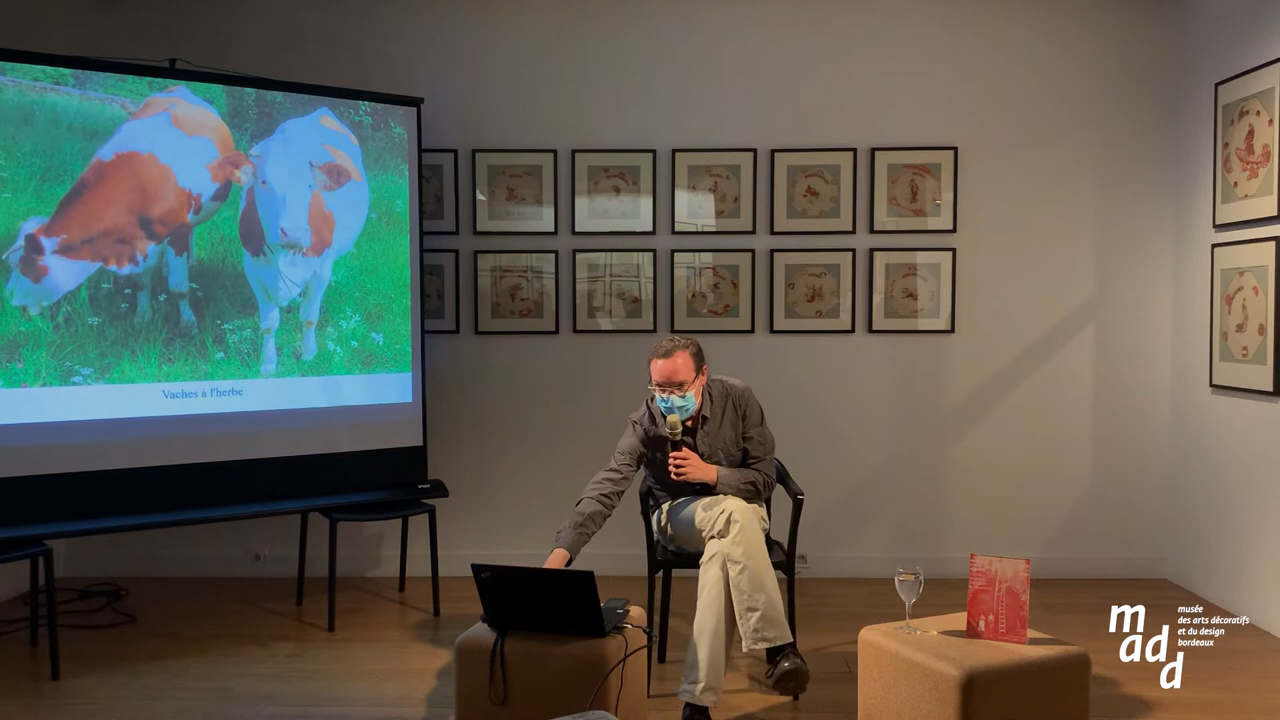 Vaches à l'herbe
madd
musée
des arts décoratifs
et du design
bordeaux